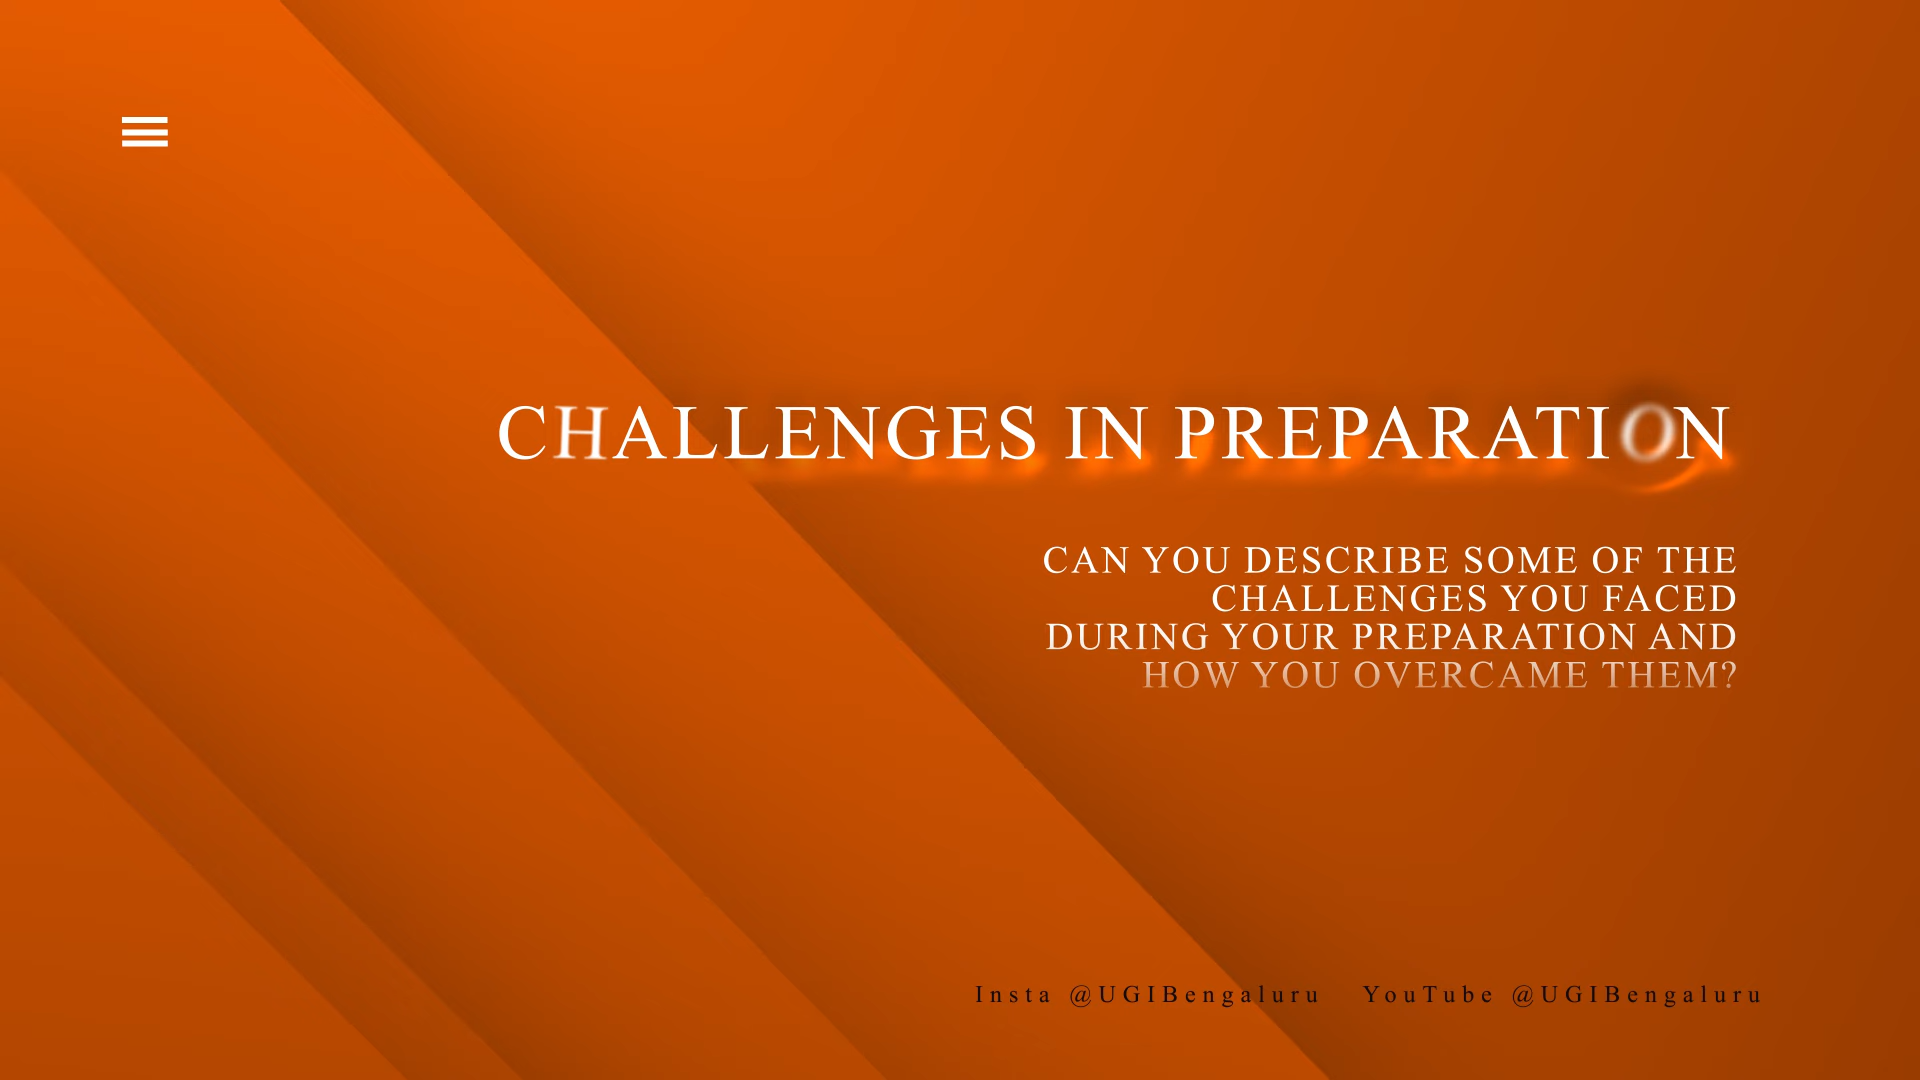 CHALLENGES IN PREPARATION
CAN YOU DESCRIBE SOME OF THE
CHALLENGES YOU FACED
DURING YOUR PREPARATION AND
HOW YOU OVERCAME THEM?
Insta @UGIBengaluru YouTube @UGIBengaluru